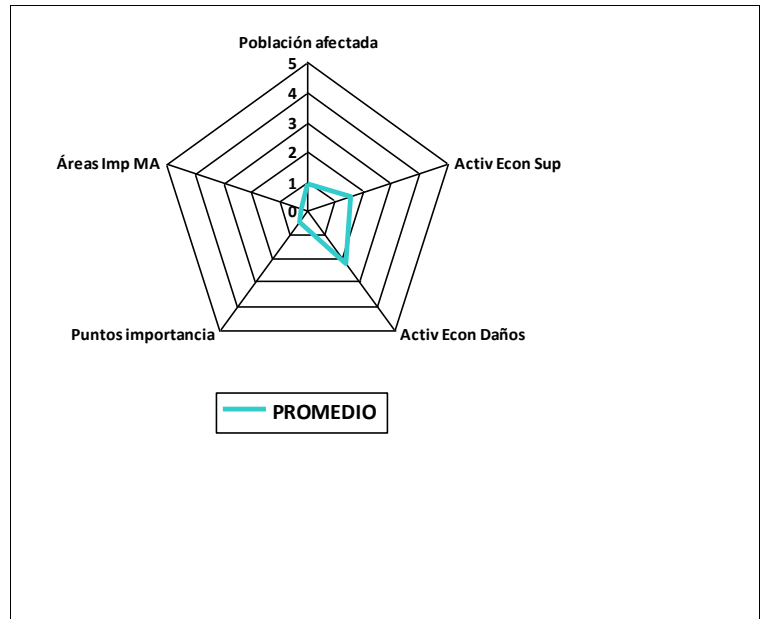 Población afectada
5
4
3
2
1
0
Áreas Imp MA
Activ Econ Sup
Puntos importancia
Activ Econ Daños
PROMEDIO